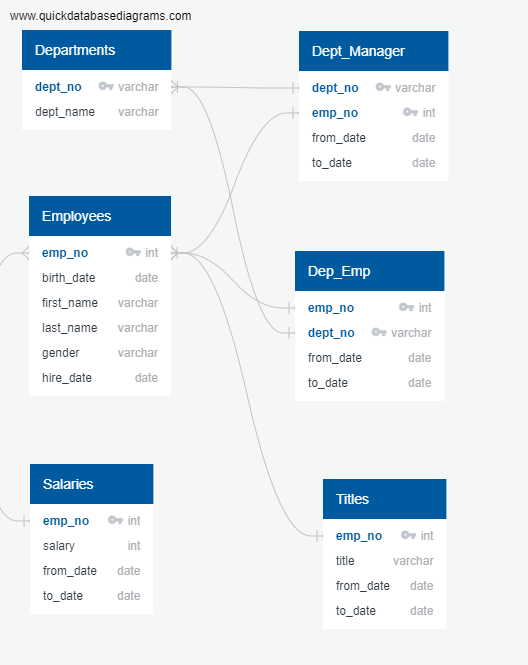 www.quickdatabasediagrams.com
Departments
dept_no varchar
dept_name varchar
Dept_Manager
dept_no varchar
emp_no int
from_date date
to_date date
Employees
emp_no int
birth_date date
first_name varchar
last_name varchar
gender varchar
hire_date date
Dep_Emp
emp_no int
dept_no varchar
from_date date
to_date date
Salaries
emp_no int
salary int
from_date date
to_date date
Titles
emp_no int
title varchar
from_date date
to_date date